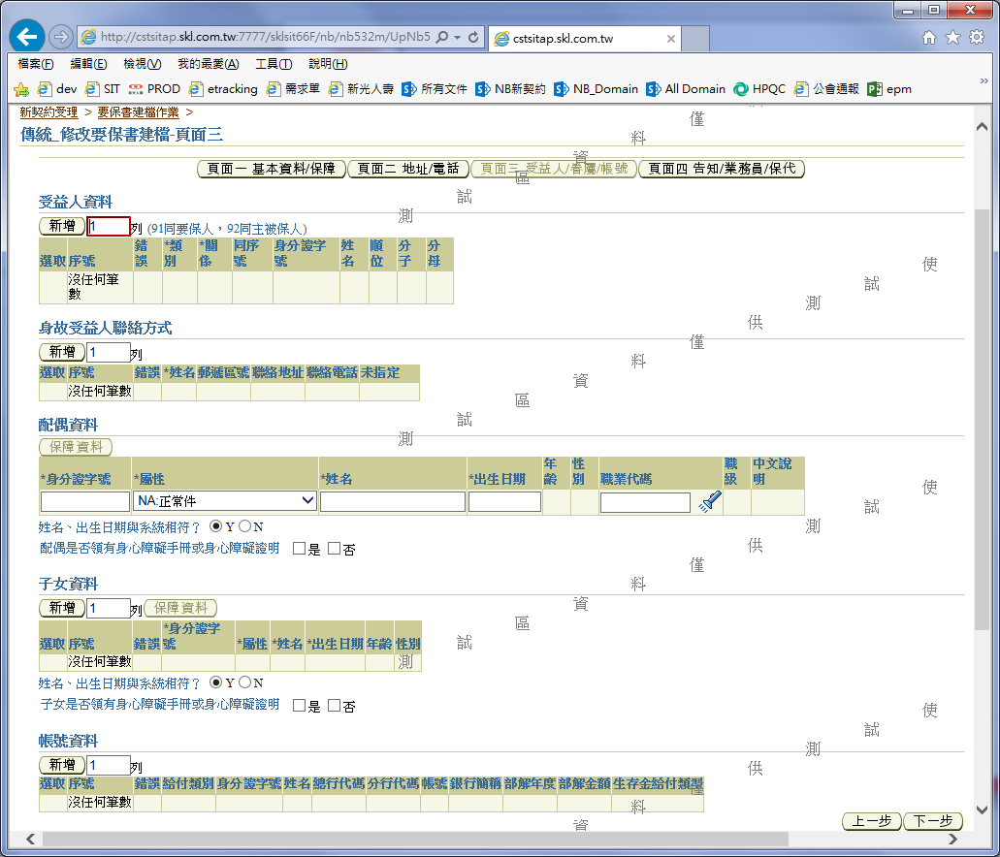 http://cstsitap.skl.com.tw:7777/sklsit66F/nb/nb532m/UpNb5
cstsitap.skl.com.tw
檔案(F) 編輯(E) 檢視(V) 我的最愛(A) 工具(T) 說明(H)
dev SIT PROD etracking 需求單 新光人壽 所有文件 NB新契約 NB_Domain All Domain HPQC 公會通報 epm
新契約受理 > 要保書建檔作業 >
傳統_修改要保書建檔-頁面三
頁面一 基本資料/保障 頁面二 地址/電話 頁面三 受益人/眷屬/帳號 頁面四 告知/業務員/保代
受益人資料
新增 1 列 (91同要保人，92同主被保人)
選取 序號 錯誤 *類別 *關係 同序號 身分證字號 姓名 順位 分子 分母
沒任何筆數
身故受益人聯絡方式
新增 1 列
選取 序號 錯誤 *姓名 郵遞區號 聯絡地址 聯絡電話 未指定
沒任何筆數
配偶資料
保障資料
*身分證字號 *屬性 *姓名 *出生日期 年齡 性別 職業代碼 職級 中文說明
NA:正常件
姓名、出生日期與系統相符？ Y N
配偶是否領有身心障礙手冊或身心障礙證明 是 否
子女資料
新增 1 列 保障資料
選取 序號 錯誤 *身分證字號 *屬性 *姓名 *出生日期 年齡 性別
沒任何筆數
姓名、出生日期與系統相符？ Y N
子女是否領有身心障礙手冊或身心障礙證明 是 否
帳號資料
新增 1 列
選取 序號 錯誤 給付類別 身分證字號 姓名 總行代碼 分行代碼 帳號 銀行簡稱 部解年度 部解金額 生存金給付類型
沒任何筆數
上一步 下一步
測試區資料僅供測試使
測試區資料僅供測試使
測試區資料僅供測試使